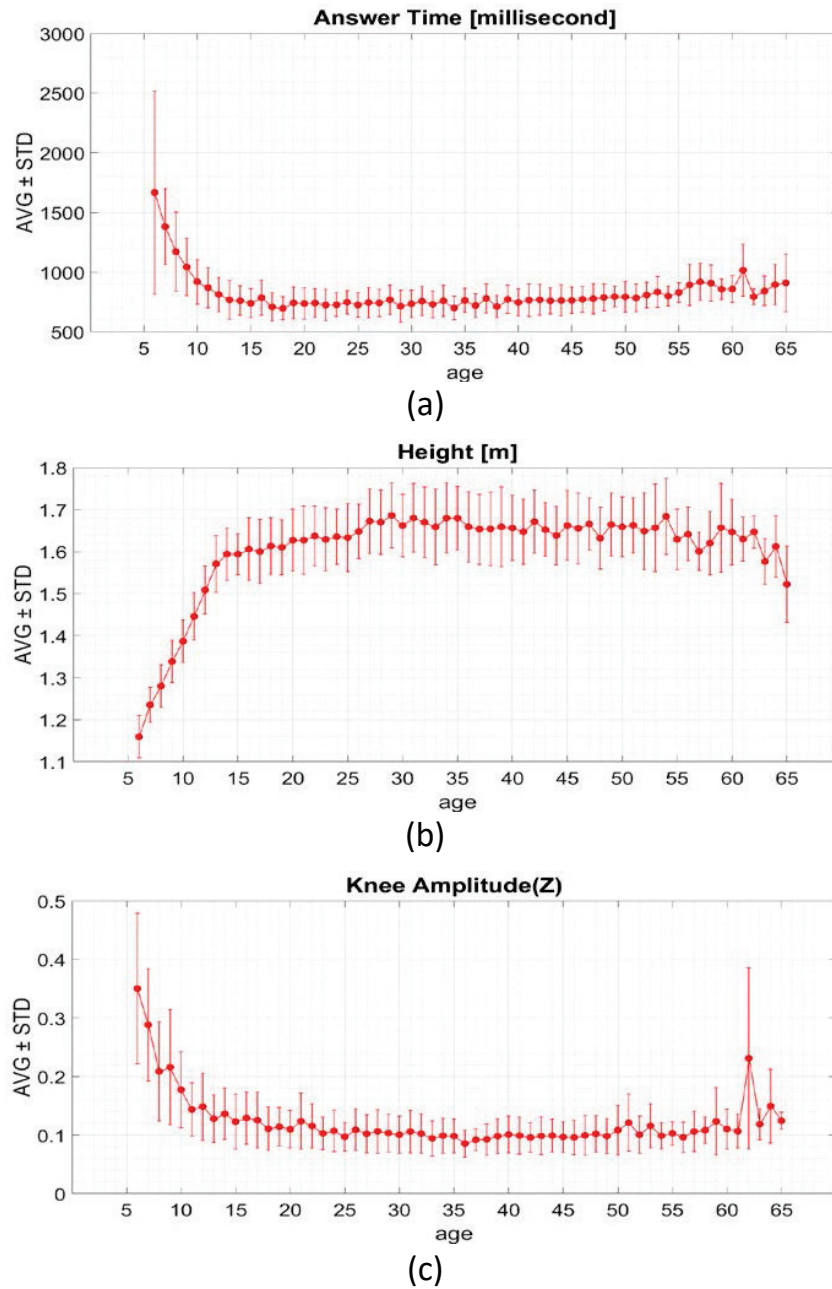 Answer Time [millisecond]
3000
2500
2000
1500
1000
500
AVG ± STD
5 10 15 20 25 30 35 40 45 50 55 60 65
age
(a)
Height [m]
1.8
1.7
1.6
1.5
1.4
1.3
1.2
1.1
AVG ± STD
5 10 15 20 25 30 35 40 45 50 55 60 65
age
(b)
Knee Amplitude(Z)
0.5
0.4
0.3
0.2
0.1
0
AVG ± STD
5 10 15 20 25 30 35 40 45 50 55 60 65
age
(c)